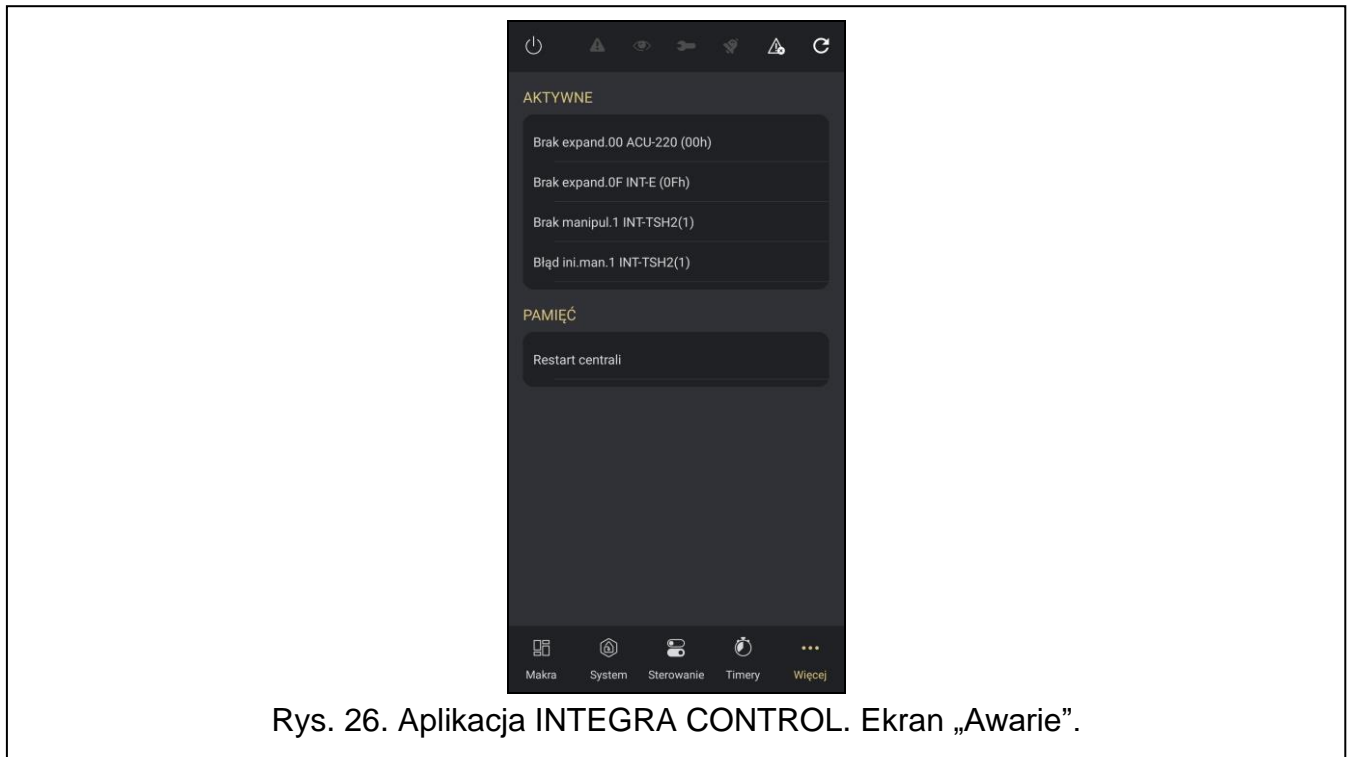 AKTYWNE
Brak expand.00 ACU-220 (00h)
Brak expand.0F INT-E (0Fh)
Brak manipul.1 INT-TSH2(1)
Błąd ini.man.1 INT-TSH2(1)
PAMIĘĆ
Restart centrali
Makra System Sterowanie Timery Więcej
Rys. 26. Aplikacja INTEGRA CONTROL. Ekran „Awarie”.